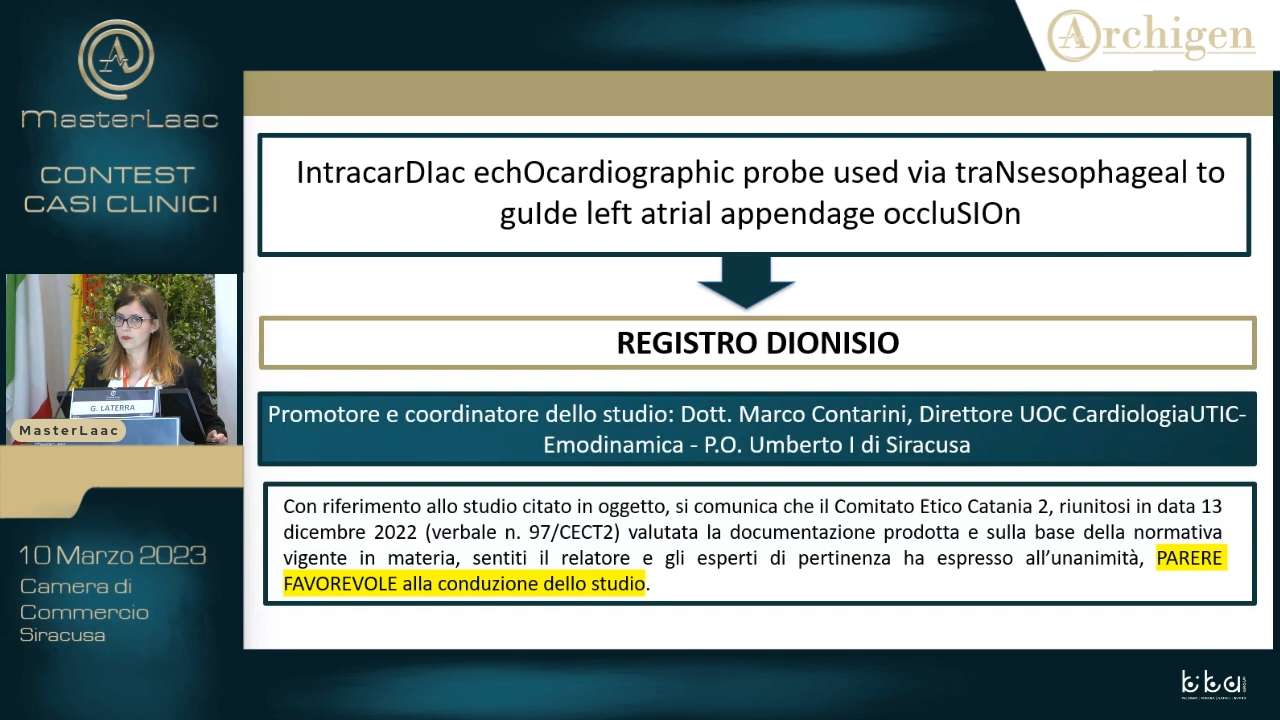 Archigen
MasterLaac
CONTEST
CASI CLINICI
IntracarDIac echOcardiographic probe used via traNsesophageal to
guIde left atrial appendage occluSIOn
REGISTRO DIONISIO
Promotore e coordinatore dello studio: Dott. Marco Contarini, Direttore UOC CardiologiaUTIC-
Emodinamica - P.O. Umberto I di Siracusa
G. LATERRA
MasterLaac
Con riferimento allo studio citato in oggetto, si comunica che il Comitato Etico Catania 2, riunitosi in data 13
dicembre 2022 (verbale n. 97/CECT2) valutata la documentazione prodotta e sulla base della normativa
vigente in materia, sentiti il relatore e gli esperti di pertinenza ha espresso all’unanimità, PARERE
FAVOREVOLE alla conduzione dello studio.
10 Marzo 2023
Camera di
Commercio
Siracusa
bba